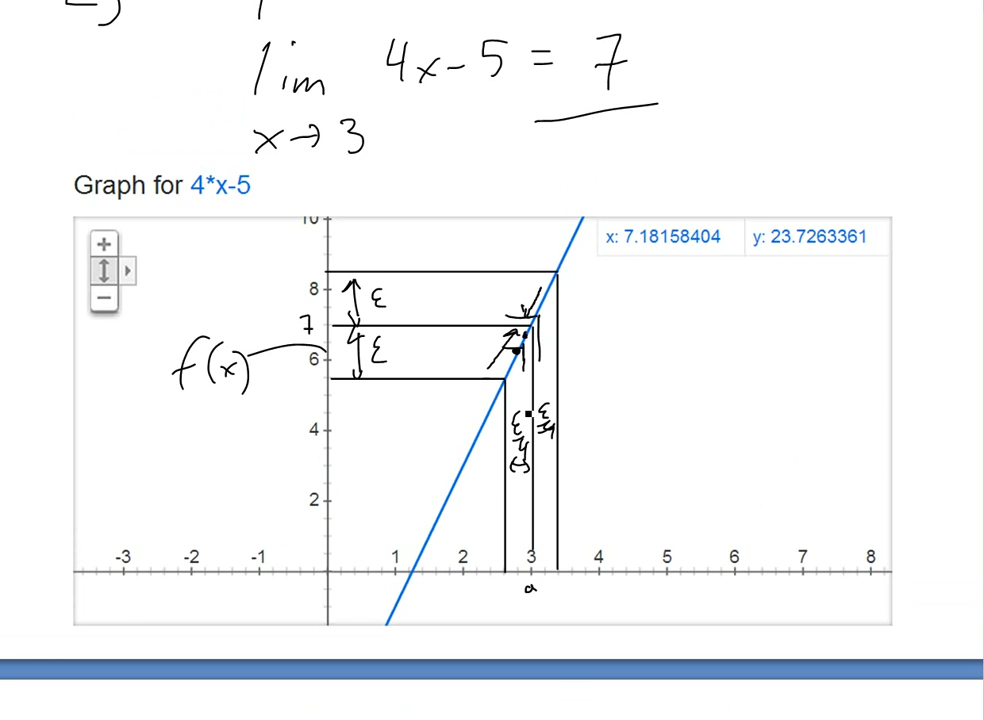 lim 4x-5 = 7
x→3
Graph for 4*x-5
x: 7.18158404 y: 23.7263361
10
8
ε
7
6
ε
f(x)
4
2
-3 -2 -1 1 2 3 4 5 6 7 8
a